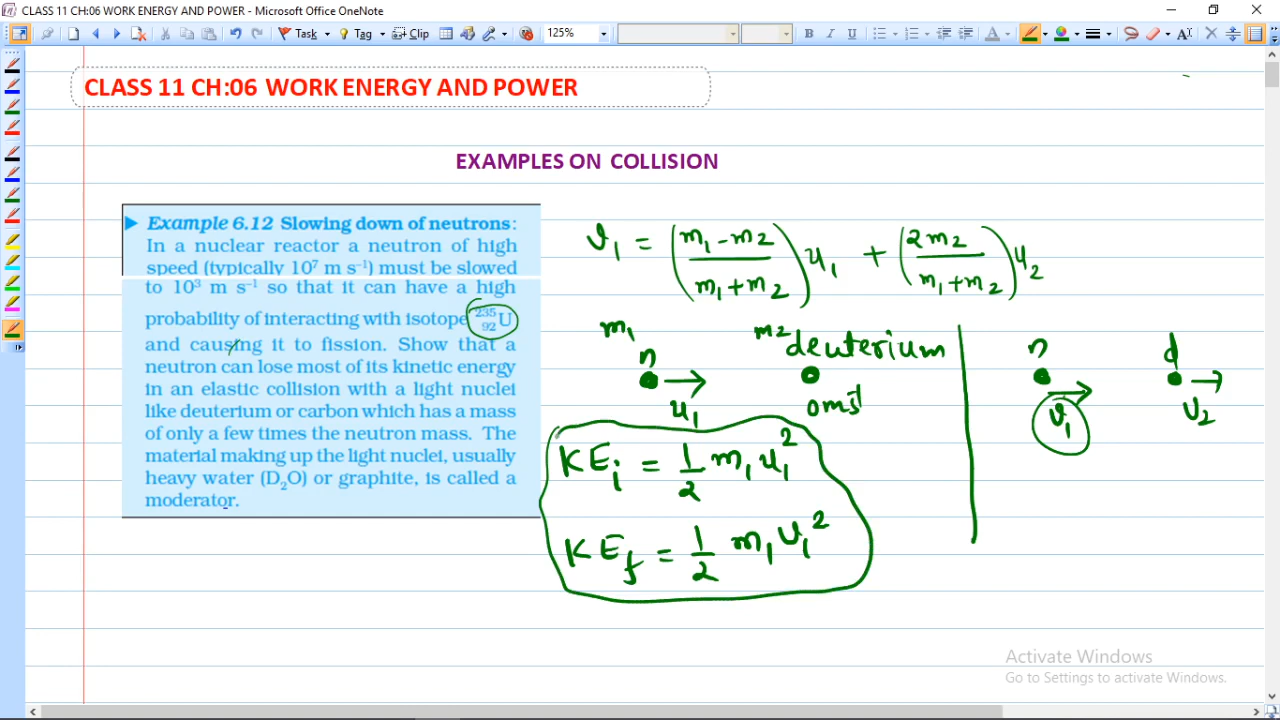 CLASS 11 CH:06 WORK ENERGY AND POWER - Microsoft Office OneNote
Task Tag Clip 125% B I U
CLASS 11 CH:06 WORK ENERGY AND POWER
EXAMPLES ON COLLISION
▶ Example 6.12 Slowing down of neutrons:
In a nuclear reactor a neutron of high
speed (typically 10⁷ m s⁻¹) must be slowed
to 10³ m s⁻¹ so that it can have a high
probability of interacting with isotope ²³⁵₉₂U
and causing it to fission. Show that a
neutron can lose most of its kinetic energy
in an elastic collision with a light nuclei
like deuterium or carbon which has a mass
of only a few times the neutron mass. The
material making up the light nuclei, usually
heavy water (D₂O) or graphite, is called a
moderator.
v₁ = ((m₁ - m₂)/(m₁ + m₂)) u₁ + (2m₂/(m₁ + m₂)) u₂
m₁ m₂
n deuterium
u₁ 0ms⁻¹
n d
v₁ v₂
KEi = 1/2 m₁u₁²
KEf = 1/2 m₁v₁²
Activate Windows
Go to Settings to activate Windows.